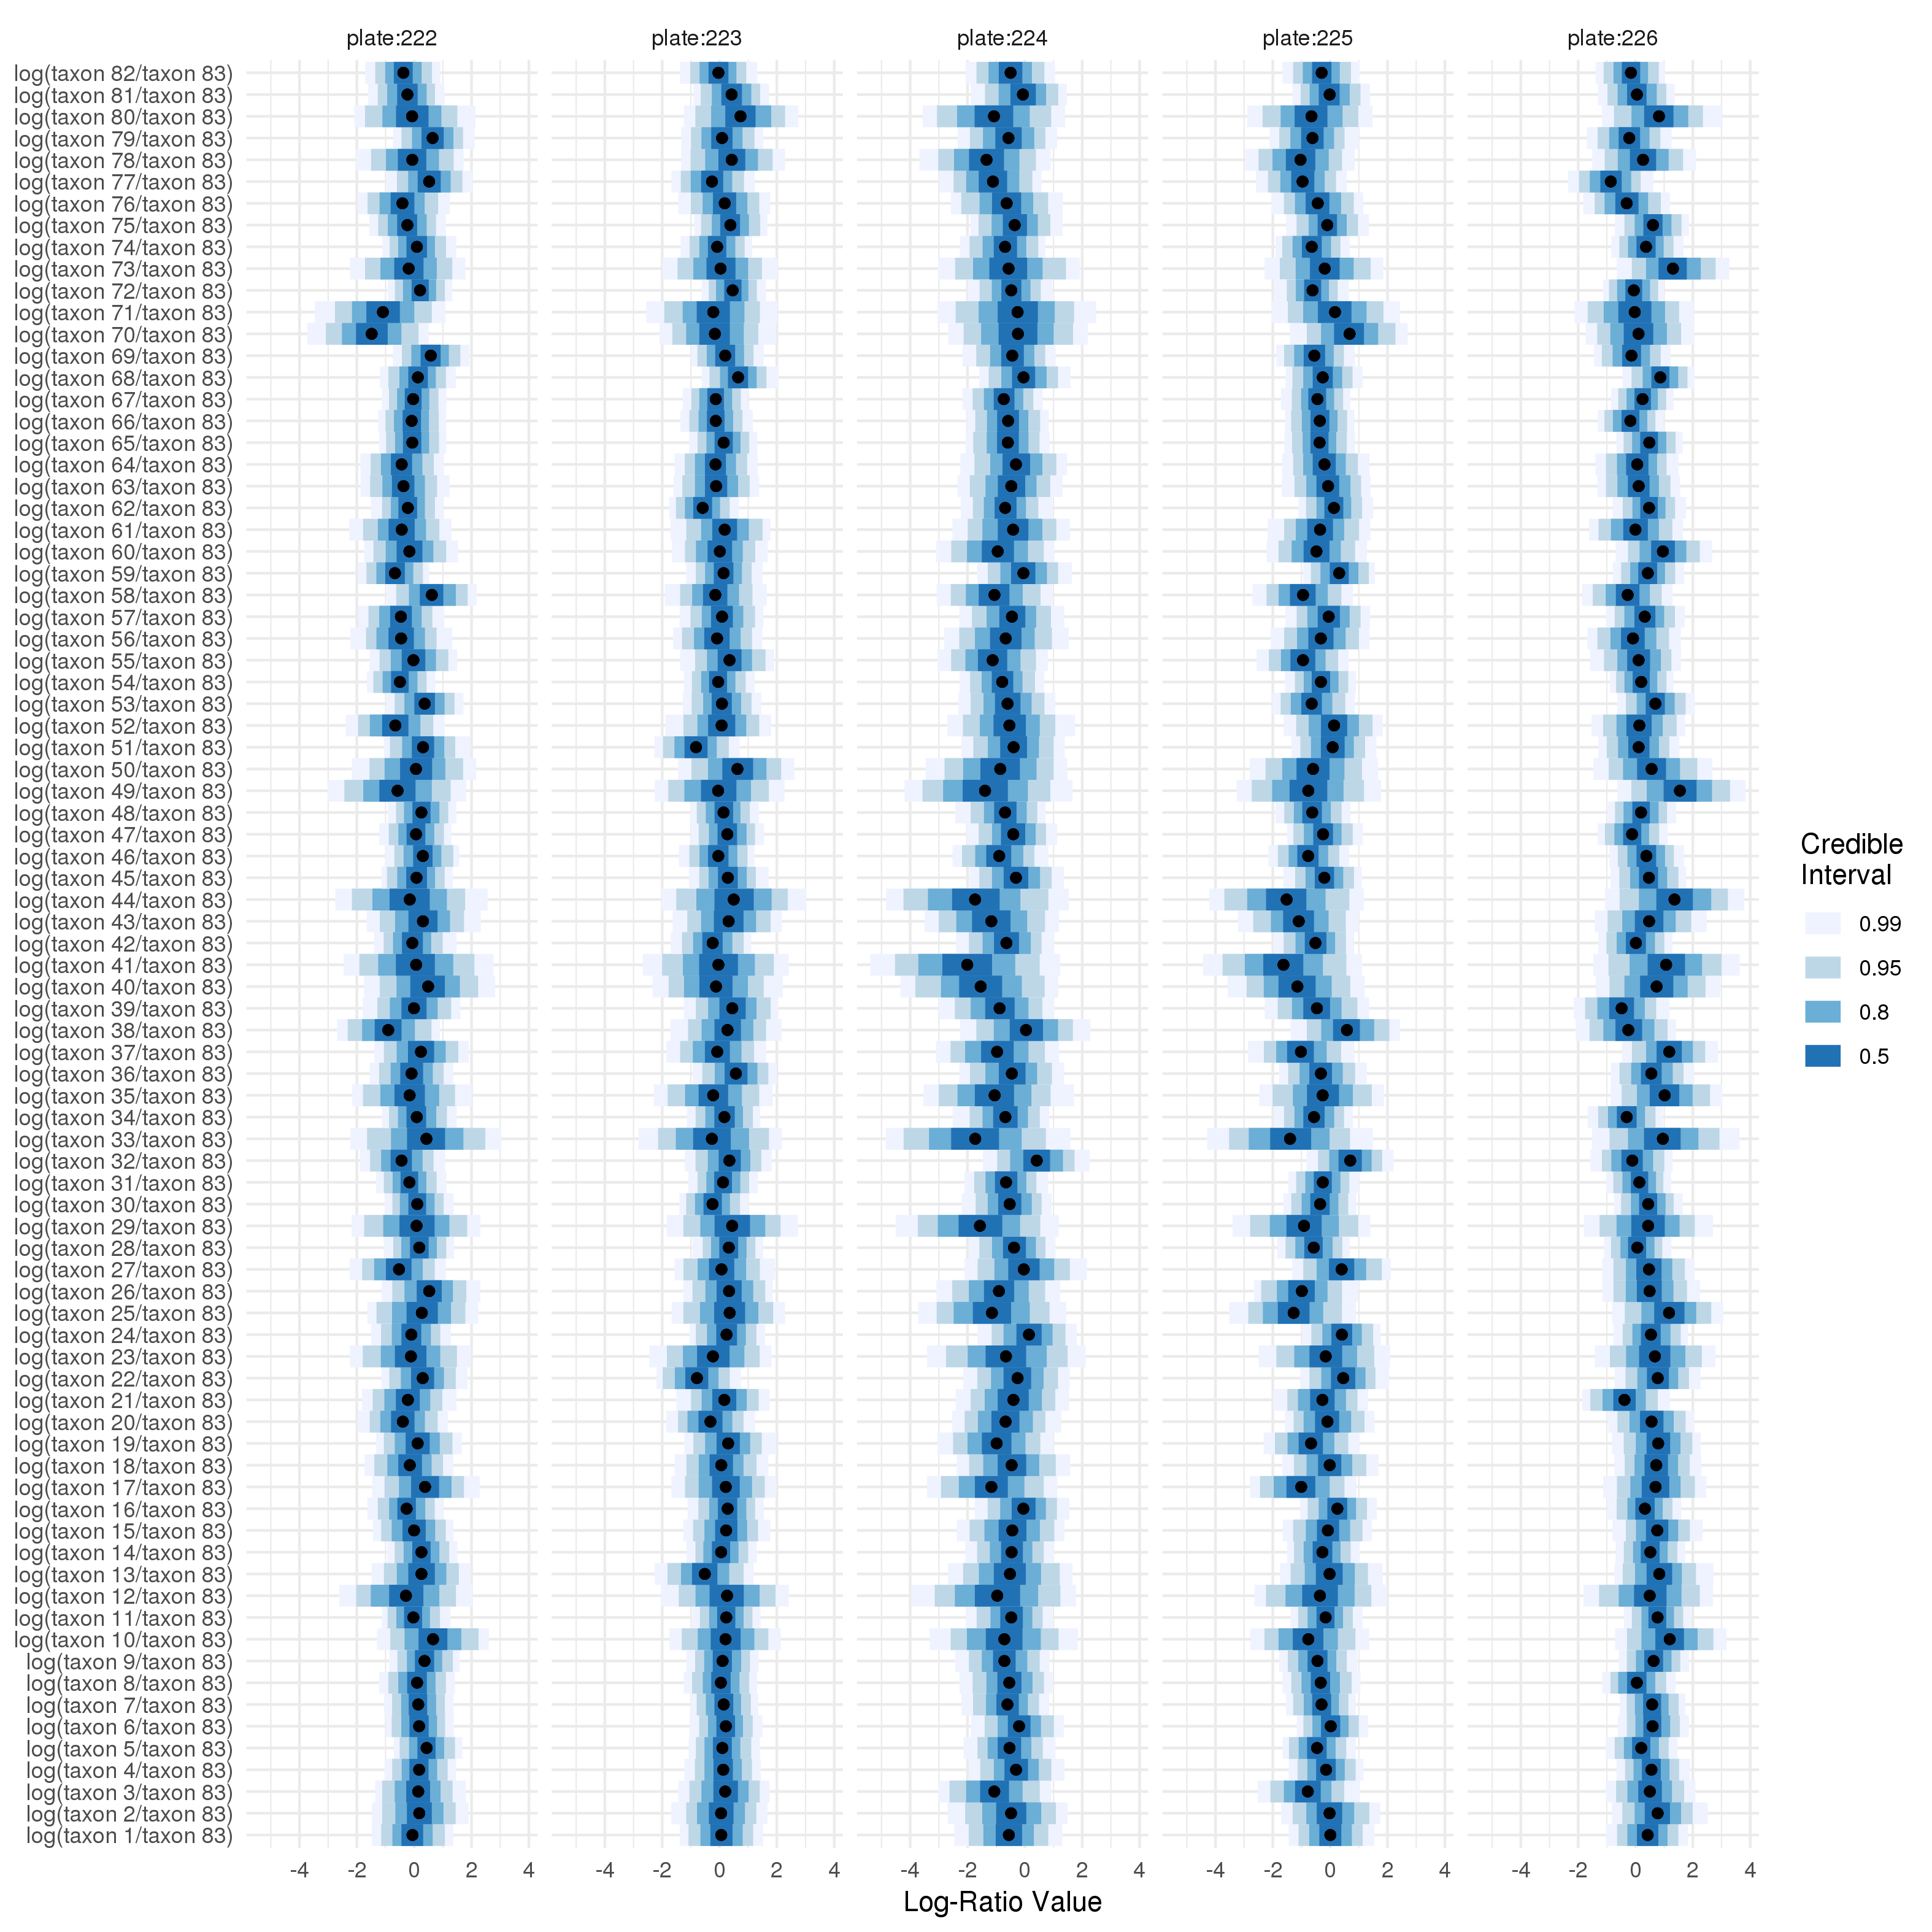 plate:222 plate:223 plate:224 plate:225 plate:226
log(taxon 82/taxon 83)
log(taxon 81/taxon 83)
log(taxon 80/taxon 83)
log(taxon 79/taxon 83)
log(taxon 78/taxon 83)
log(taxon 77/taxon 83)
log(taxon 76/taxon 83)
log(taxon 75/taxon 83)
log(taxon 74/taxon 83)
log(taxon 73/taxon 83)
log(taxon 72/taxon 83)
log(taxon 71/taxon 83)
log(taxon 70/taxon 83)
log(taxon 69/taxon 83)
log(taxon 68/taxon 83)
log(taxon 67/taxon 83)
log(taxon 66/taxon 83)
log(taxon 65/taxon 83)
log(taxon 64/taxon 83)
log(taxon 63/taxon 83)
log(taxon 62/taxon 83)
log(taxon 61/taxon 83)
log(taxon 60/taxon 83)
log(taxon 59/taxon 83)
log(taxon 58/taxon 83)
log(taxon 57/taxon 83)
log(taxon 56/taxon 83)
log(taxon 55/taxon 83)
log(taxon 54/taxon 83)
log(taxon 53/taxon 83)
log(taxon 52/taxon 83)
log(taxon 51/taxon 83)
log(taxon 50/taxon 83)
log(taxon 49/taxon 83)
log(taxon 48/taxon 83)
log(taxon 47/taxon 83)
log(taxon 46/taxon 83)
log(taxon 45/taxon 83)
log(taxon 44/taxon 83)
log(taxon 43/taxon 83)
log(taxon 42/taxon 83)
log(taxon 41/taxon 83)
log(taxon 40/taxon 83)
log(taxon 39/taxon 83)
log(taxon 38/taxon 83)
log(taxon 37/taxon 83)
log(taxon 36/taxon 83)
log(taxon 35/taxon 83)
log(taxon 34/taxon 83)
log(taxon 33/taxon 83)
log(taxon 32/taxon 83)
log(taxon 31/taxon 83)
log(taxon 30/taxon 83)
log(taxon 29/taxon 83)
log(taxon 28/taxon 83)
log(taxon 27/taxon 83)
log(taxon 26/taxon 83)
log(taxon 25/taxon 83)
log(taxon 24/taxon 83)
log(taxon 23/taxon 83)
log(taxon 22/taxon 83)
log(taxon 21/taxon 83)
log(taxon 20/taxon 83)
log(taxon 19/taxon 83)
log(taxon 18/taxon 83)
log(taxon 17/taxon 83)
log(taxon 16/taxon 83)
log(taxon 15/taxon 83)
log(taxon 14/taxon 83)
log(taxon 13/taxon 83)
log(taxon 12/taxon 83)
log(taxon 11/taxon 83)
log(taxon 10/taxon 83)
log(taxon 9/taxon 83)
log(taxon 8/taxon 83)
log(taxon 7/taxon 83)
log(taxon 6/taxon 83)
log(taxon 5/taxon 83)
log(taxon 4/taxon 83)
log(taxon 3/taxon 83)
log(taxon 2/taxon 83)
log(taxon 1/taxon 83)
-4 -2 0 2 4 -4 -2 0 2 4 -4 -2 0 2 4 -4 -2 0 2 4 -4 -2 0 2 4
Log-Ratio Value
Credible
Interval
0.99
0.95
0.8
0.5